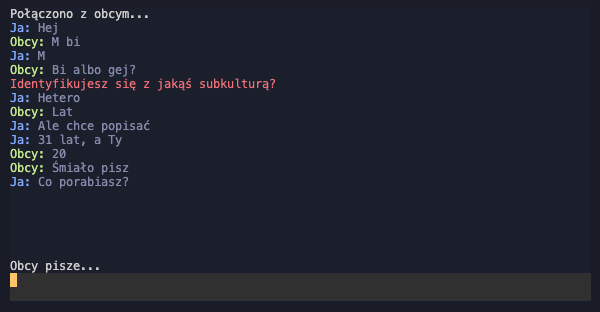 Połączono z obcym...
Ja: Hej
Obcy: M bi
Ja: M
Obcy: Bi albo gej?
Identyfikujesz się z jakąś subkulturą?
Ja: Hetero
Obcy: Lat
Ja: Ale chce popisać
Ja: 31 lat, a Ty
Obcy: 20
Obcy: Śmiało pisz
Ja: Co porabiasz?
Obcy pisze...